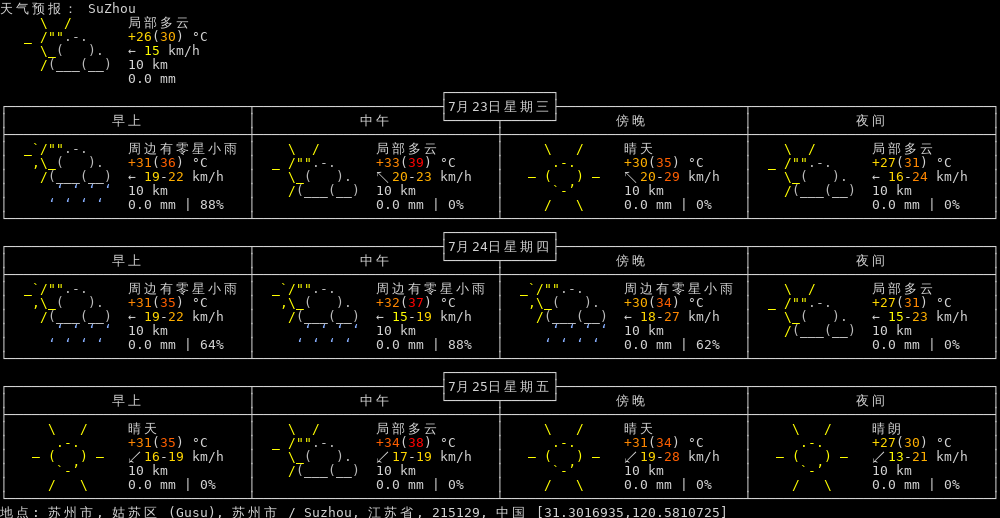 天气预报: SuZhou
局部多云
+26(30) °C
← 15 km/h
10 km
0.0 mm
7月23日星期三
早上 中午 傍晚 夜间
周边有零星小雨 局部多云 晴天 局部多云
+31(36) °C +33(39) °C +30(35) °C +27(31) °C
← 19-22 km/h ↖ 20-23 km/h ↖ 20-29 km/h ← 16-24 km/h
10 km 10 km 10 km 10 km
0.0 mm | 88% 0.0 mm | 0% 0.0 mm | 0% 0.0 mm | 0%
7月24日星期四
早上 中午 傍晚 夜间
周边有零星小雨 周边有零星小雨 周边有零星小雨 局部多云
+31(35) °C +32(37) °C +30(34) °C +27(31) °C
← 19-22 km/h ← 15-19 km/h ← 18-27 km/h ← 15-23 km/h
10 km 10 km 10 km 10 km
0.0 mm | 64% 0.0 mm | 88% 0.0 mm | 62% 0.0 mm | 0%
7月25日星期五
早上 中午 傍晚 夜间
晴天 局部多云 晴天 晴朗
+31(35) °C +34(38) °C +31(34) °C +27(30) °C
↙ 16-19 km/h ↙ 17-19 km/h ↙ 19-28 km/h ↙ 13-21 km/h
10 km 10 km 10 km 10 km
0.0 mm | 0% 0.0 mm | 0% 0.0 mm | 0% 0.0 mm | 0%
地点: 苏州市, 姑苏区 (Gusu), 苏州市 / Suzhou, 江苏省, 215129, 中国 [31.3016935,120.5810725]